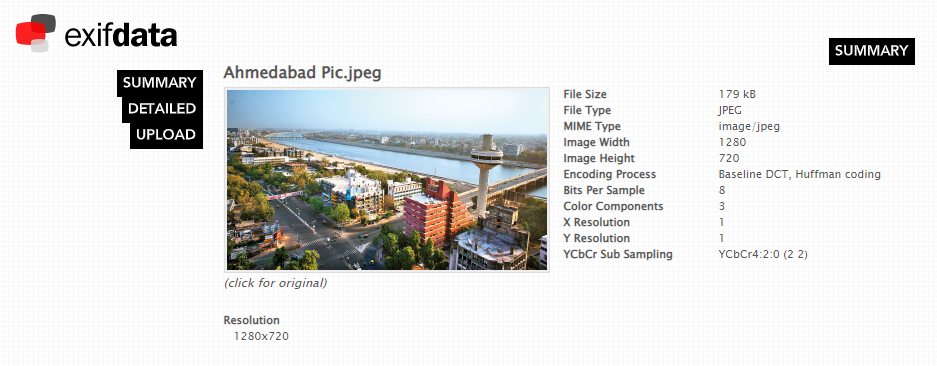 exifdata
SUMMARY
SUMMARY
DETAILED
UPLOAD
Ahmedabad Pic.jpeg
File Size 179 kB
File Type JPEG
MIME Type image/jpeg
Image Width 1280
Image Height 720
Encoding Process Baseline DCT, Huffman coding
Bits Per Sample 8
Color Components 3
X Resolution 1
Y Resolution 1
YCbCr Sub Sampling YCbCr4:2:0 (2 2)
(click for original)
Resolution
1280x720